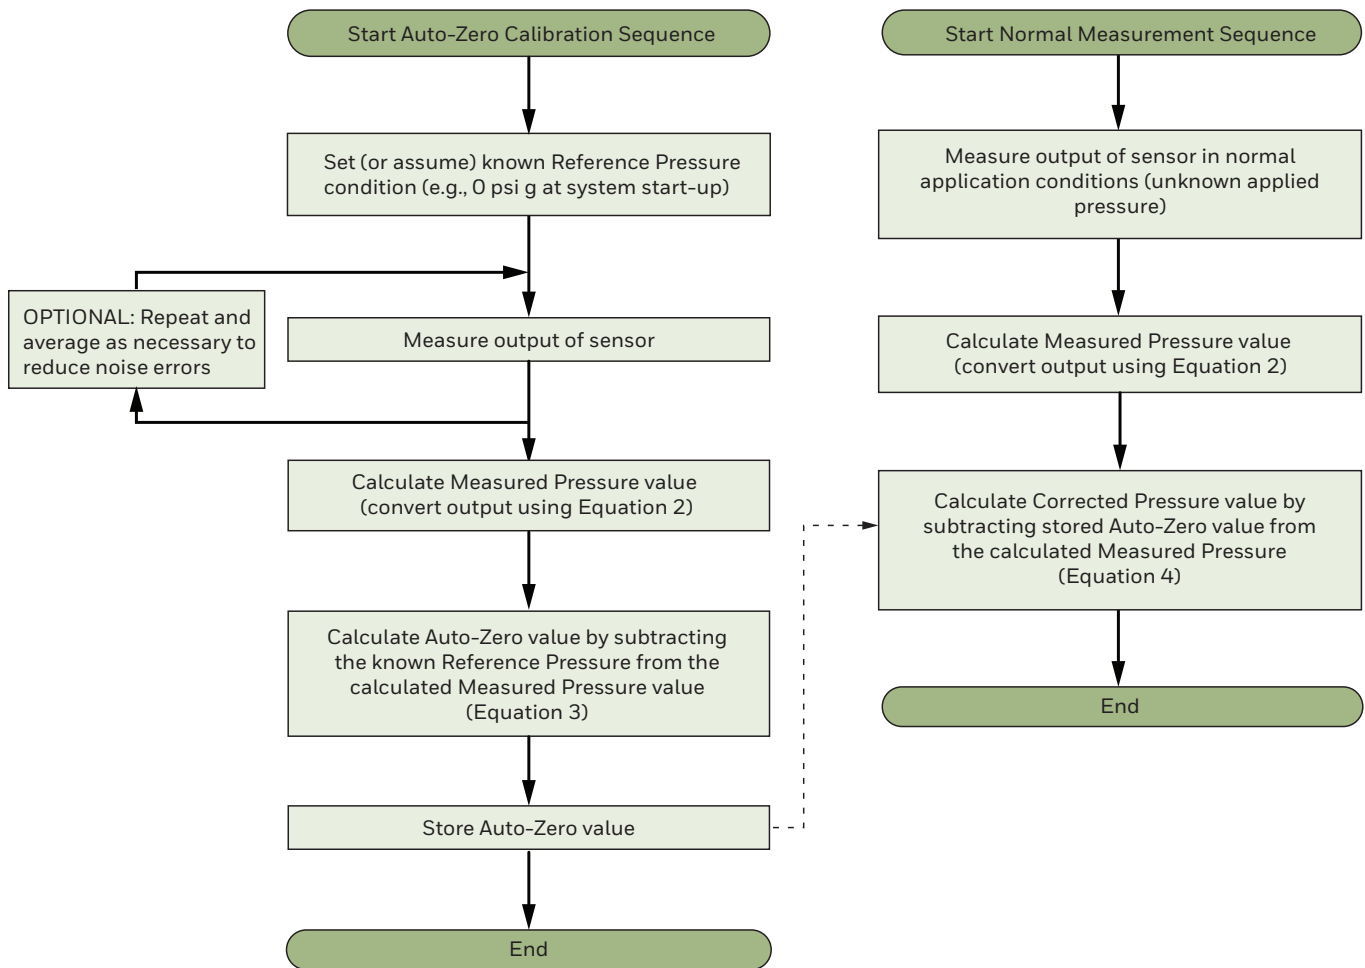 Start Auto-Zero Calibration Sequence
Set (or assume) known Reference Pressure
condition (e.g., 0 psi g at system start-up)
OPTIONAL: Repeat and
average as necessary to
reduce noise errors
Measure output of sensor
Calculate Measured Pressure value
(convert output using Equation 2)
Calculate Auto-Zero value by subtracting
the known Reference Pressure from the
calculated Measured Pressure value
(Equation 3)
Store Auto-Zero value
End
Start Normal Measurement Sequence
Measure output of sensor in normal
application conditions (unknown applied
pressure)
Calculate Measured Pressure value
(convert output using Equation 2)
Calculate Corrected Pressure value by
subtracting stored Auto-Zero value from
the calculated Measured Pressure
(Equation 4)
End